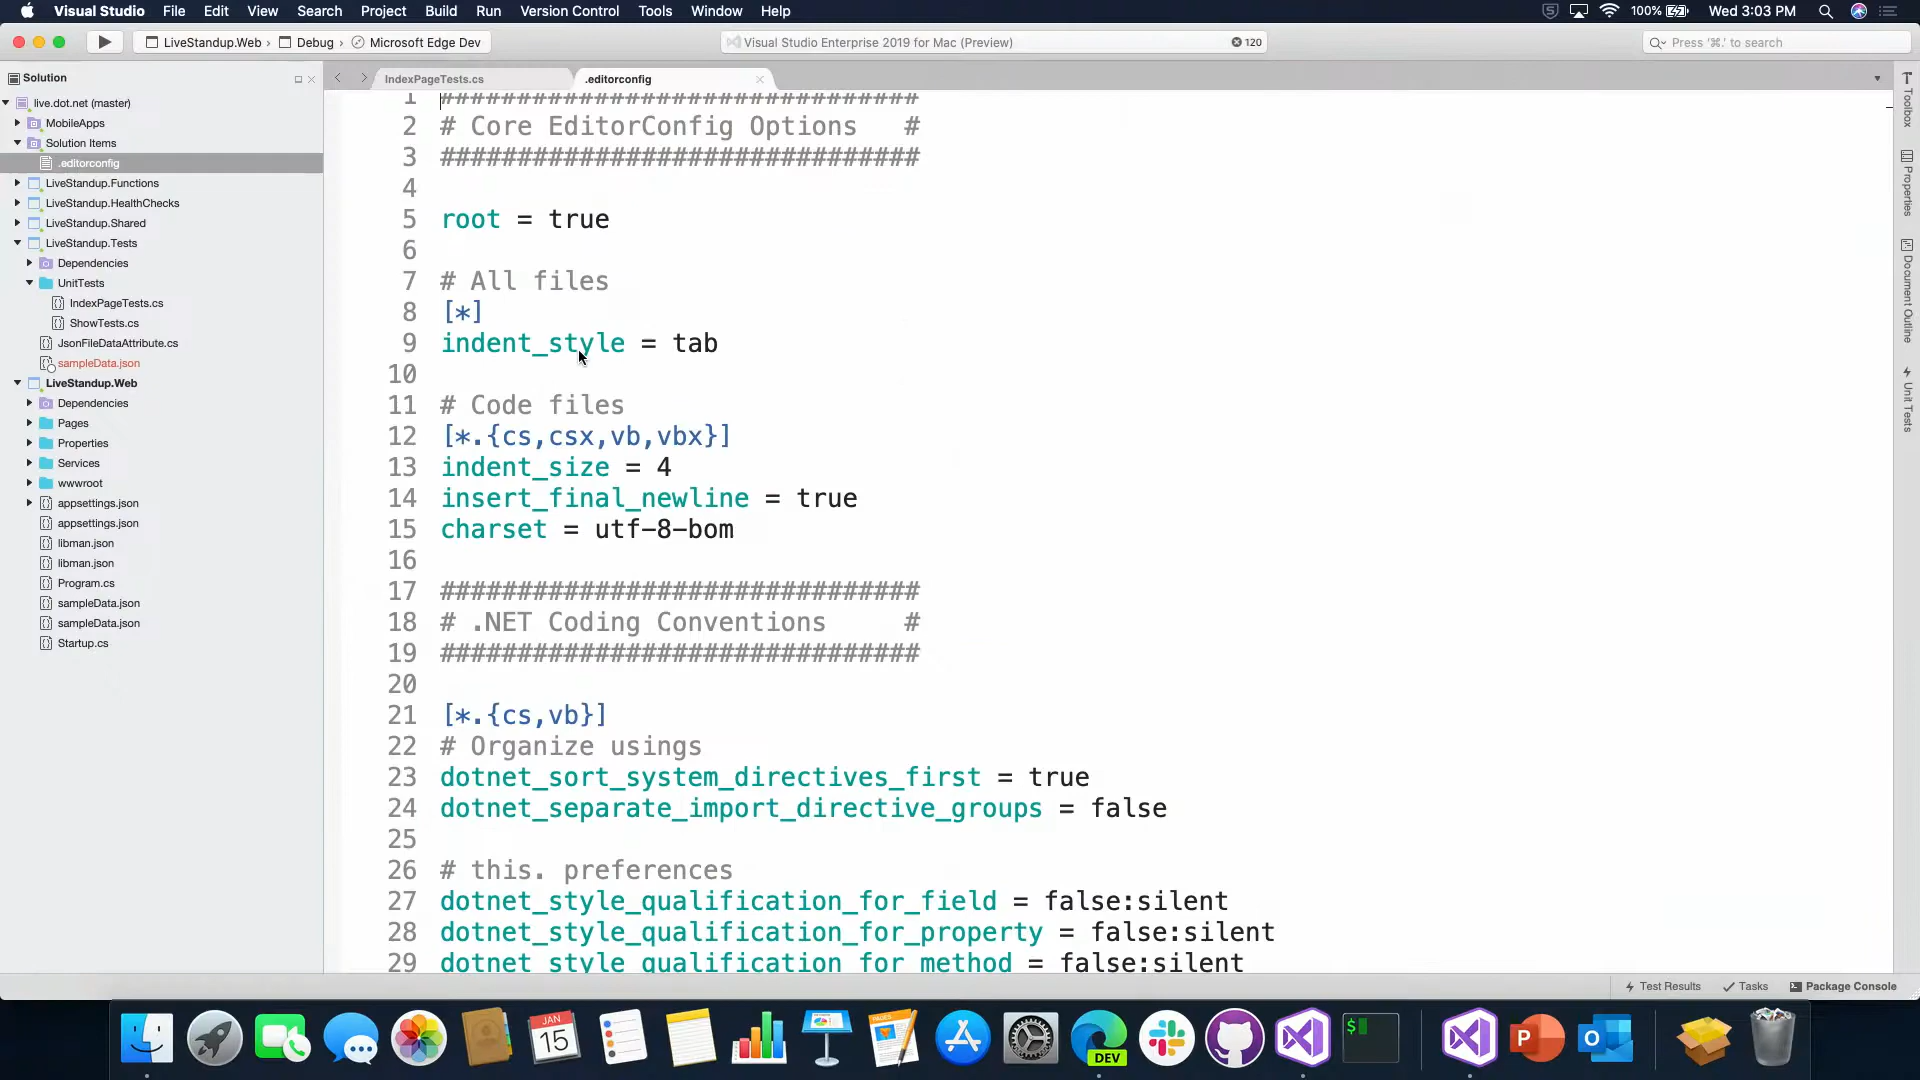 Visual Studio File Edit View Search Project Build Run Version Control Tools Window Help
100% Wed 3:03 PM
LiveStandup.Web › Debug › Microsoft Edge Dev
Visual Studio Enterprise 2019 for Mac (Preview)
120
Press '⌘.' to search
Solution
live.dot.net (master)
MobileApps
Solution Items
.editorconfig
LiveStandup.Functions
LiveStandup.HealthChecks
LiveStandup.Shared
LiveStandup.Tests
Dependencies
UnitTests
IndexPageTests.cs
ShowTests.cs
JsonFileDataAttribute.cs
sampleData.json
LiveStandup.Web
Dependencies
Pages
Properties
Services
wwwroot
appsettings.json
appsettings.json
libman.json
libman.json
Program.cs
sampleData.json
sampleData.json
Startup.cs
IndexPageTests.cs
.editorconfig
1 ###############################
2 # Core EditorConfig Options   #
3 ###############################
4
5 root = true
6
7 # All files
8 [*]
9 indent_style = tab
10
11 # Code files
12 [*.{cs,csx,vb,vbx}]
13 indent_size = 4
14 insert_final_newline = true
15 charset = utf-8-bom
16
17 ###############################
18 # .NET Coding Conventions     #
19 ###############################
20
21 [*.{cs,vb}]
22 # Organize usings
23 dotnet_sort_system_directives_first = true
24 dotnet_separate_import_directive_groups = false
25
26 # this. preferences
27 dotnet_style_qualification_for_field = false:silent
28 dotnet_style_qualification_for_property = false:silent
29 dotnet_style_qualification_for_method = false:silent
Toolbox
Properties
Document Outline
Unit Tests
Test Results
Tasks
Package Console
JAN
15
DEV
$
P
O